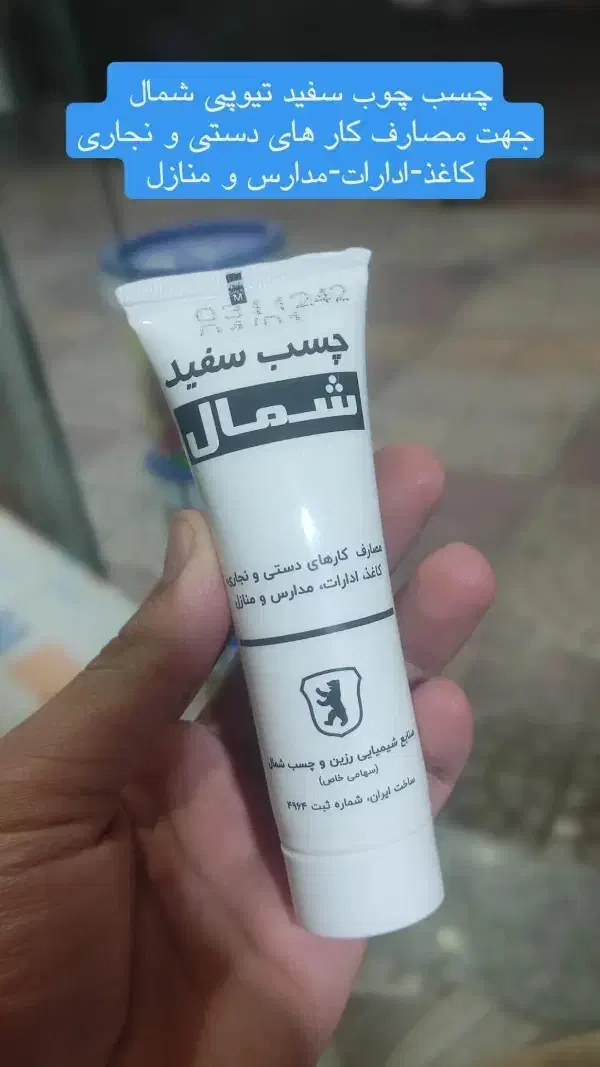 چسب چوب سفید تیوپی شمال
جهت مصارف کار های دستی و نجاری
کاغذ-ادارات-مدارس و منازل
M
چسب سفید
شمال
مصارف کارهای دستی و نجاری
کاغذ، ادارات، مدارس و منازل
صنایع شیمیایی رزین و چسب شمال
(سهامی خاص)
ساخت ایران، شماره ثبت ۴۹۶۴